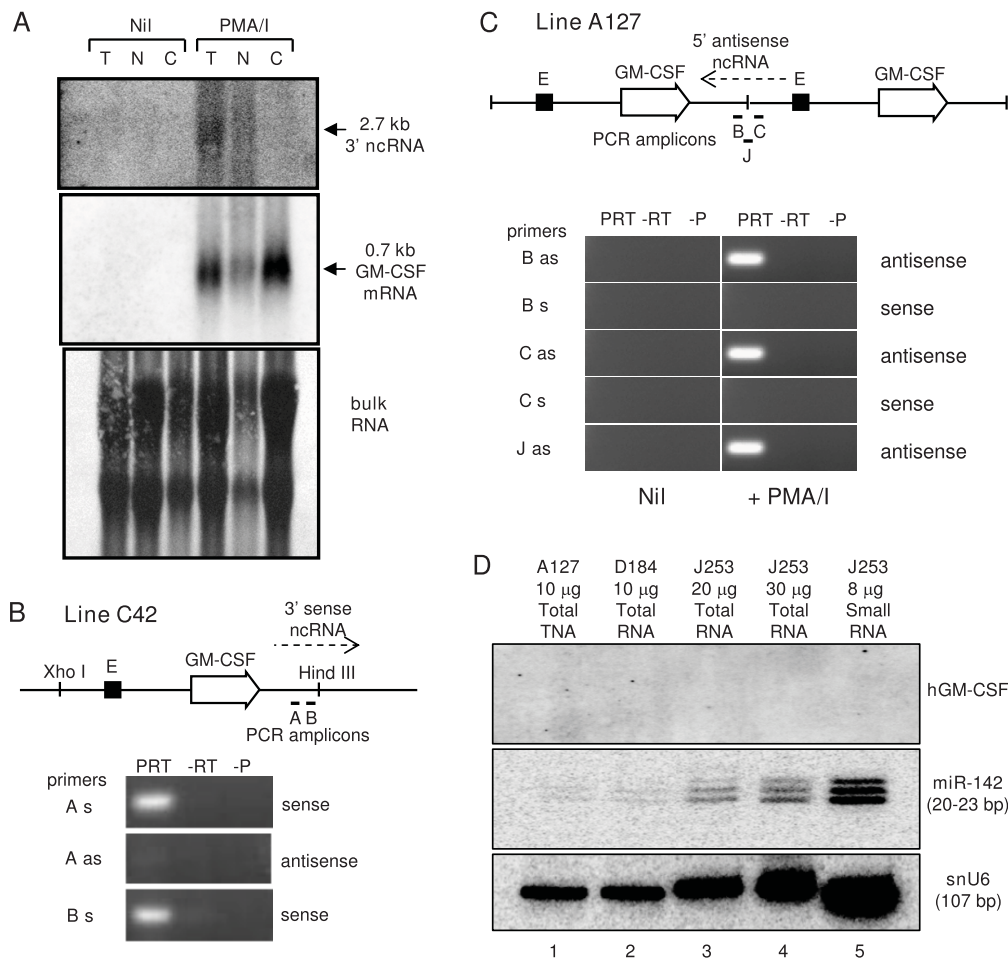 A
Nil
PMA/I
T N C T N C
2.7 kb
3' ncRNA
0.7 kb
GM-CSF
mRNA
bulk
RNA
B
Line C42
3' sense
ncRNA
Xho I
E
GM-CSF
Hind III
A B
PCR amplicons
primers
PRT -RT -P
A s
sense
A as
antisense
B s
sense
C
Line A127
5' antisense
ncRNA
E
GM-CSF
E
GM-CSF
PCR amplicons
B C
J
primers
PRT -RT -P
PRT -RT -P
B as
antisense
B s
sense
C as
antisense
C s
sense
J as
antisense
Nil
+ PMA/I
D
A127 D184 J253 J253 J253
10 μg 10 μg 20 μg 30 μg 8 μg
Total Total Total Total Small
TNA RNA RNA RNA RNA
hGM-CSF
miR-142
(20-23 bp)
snU6
(107 bp)
1 2 3 4 5